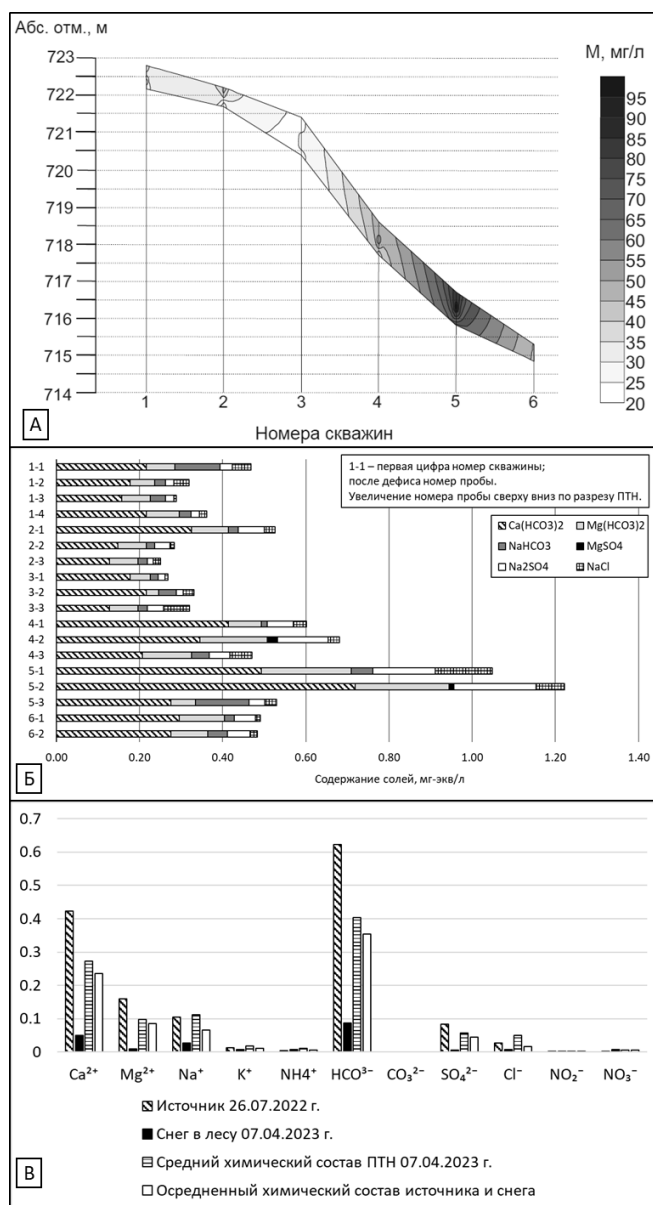 Абс. отм., м
723
722
721
720
719
718
717
716
715
714
1 2 3 4 5 6
Номера скважин
М, мг/л
95
90
85
80
75
70
65
60
55
50
45
40
35
30
25
20
А
1-1
1-2
1-3
1-4
2-1
2-2
2-3
3-1
3-2
3-3
4-1
4-2
4-3
5-1
5-2
5-3
6-1
6-2
1-1 – первая цифра номер скважины;
после дефиса номер пробы.
Увеличение номера пробы сверху вниз по разрезу ПТН.
Ca(HCO3)2 Mg(HCO3)2
NaHCO3 MgSO4
Na2SO4 NaCl
0.00 0.20 0.40 0.60 0.80 1.00 1.20 1.40
Содержание солей, мг-экв/л
Б
0.7
0.6
0.5
0.4
0.3
0.2
0.1
0
Ca²⁺ Mg²⁺ Na⁺ K⁺ NH4⁺ HCO³⁻ CO₃²⁻ SO₄²⁻ Cl⁻ NO₂⁻ NO₃⁻
Источник 26.07.2022 г.
Снег в лесу 07.04.2023 г.
Средний химический состав ПТН 07.04.2023 г.
Осредненный химический состав источника и снега
В